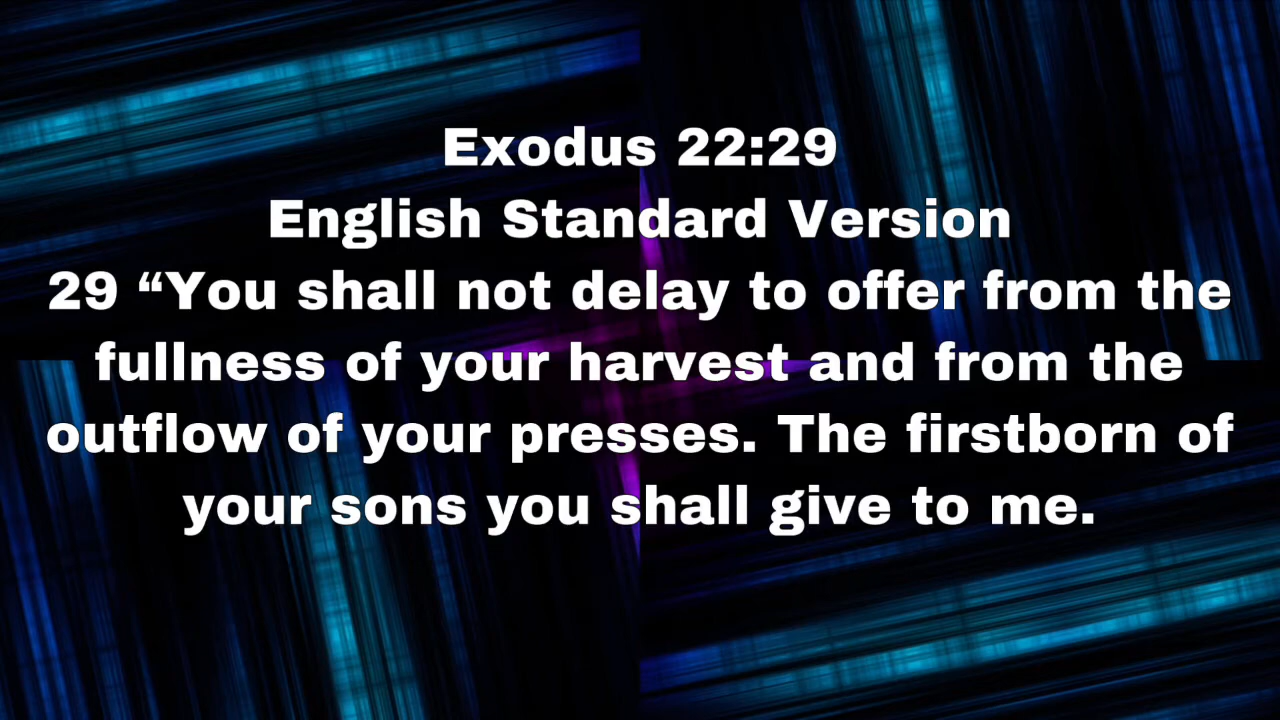 Exodus 22:29
English Standard Version
29 “You shall not delay to offer from the
fullness of your harvest and from the
outflow of your presses. The firstborn of
your sons you shall give to me.